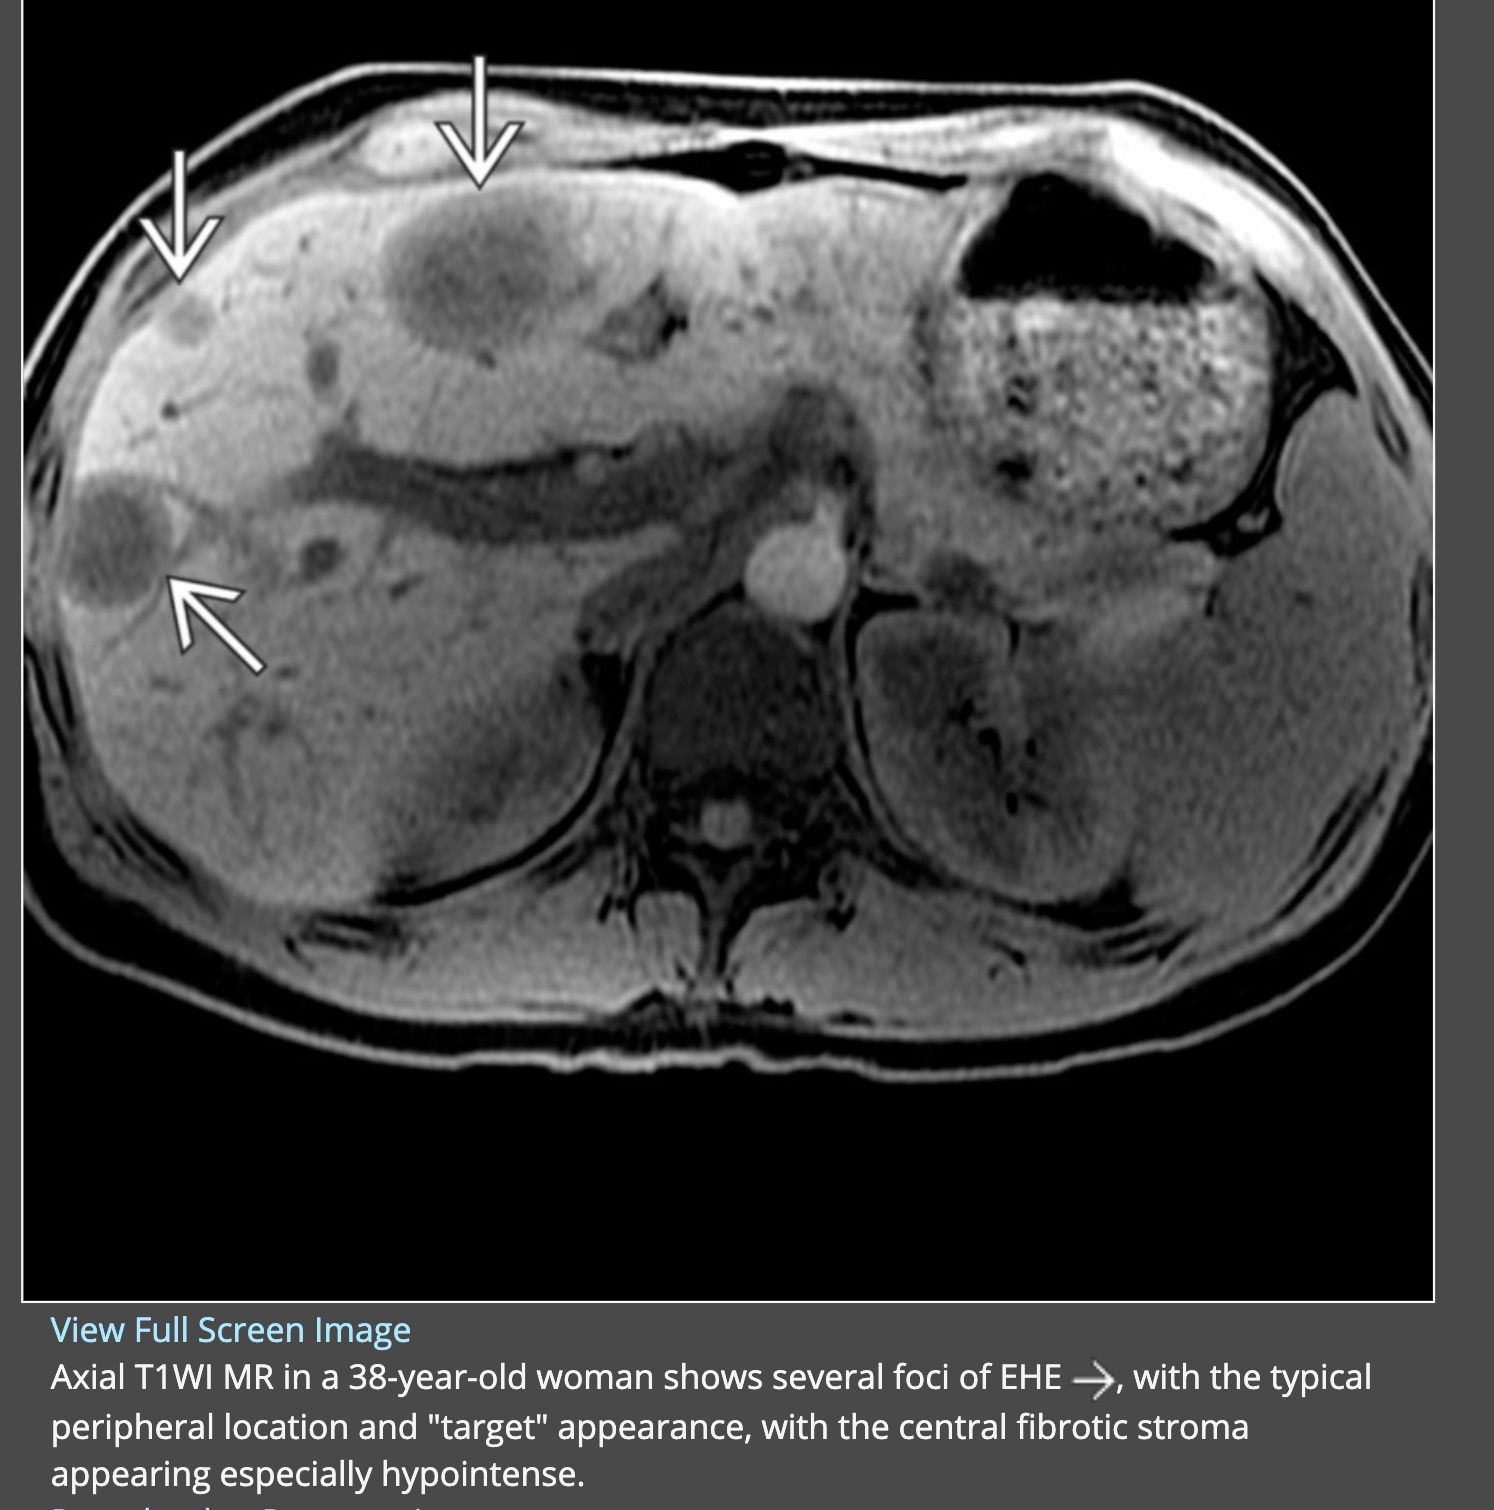 View Full Screen Image
Axial T1WI MR in a 38-year-old woman shows several foci of EHE →, with the typical
peripheral location and "target" appearance, with the central fibrotic stroma
appearing especially hypointense.